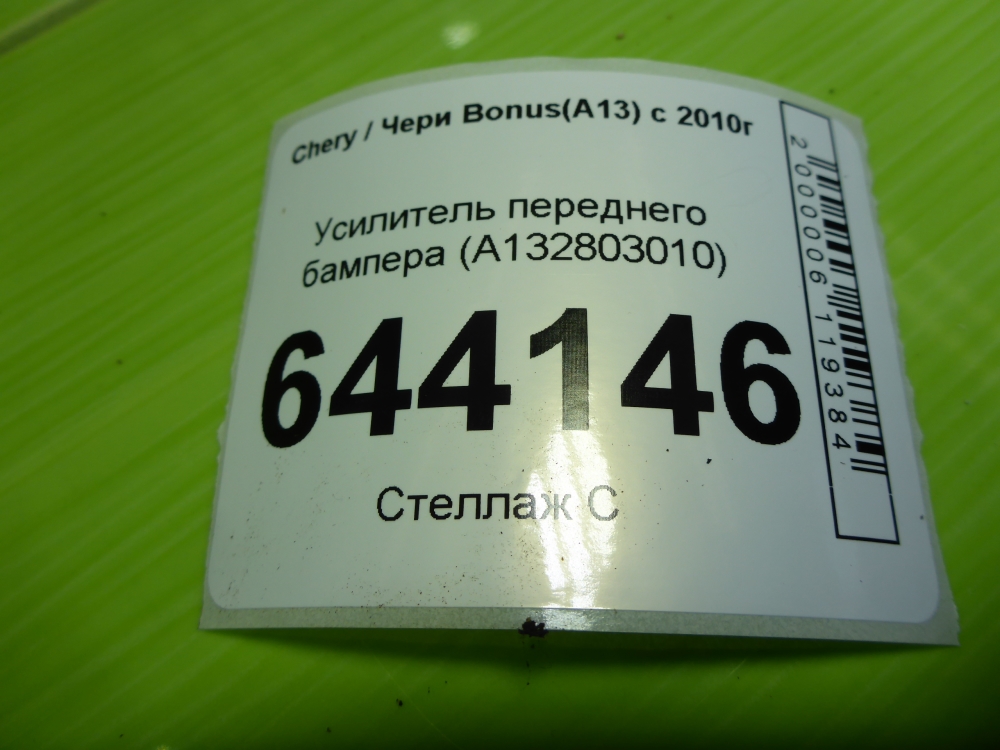 Chery / Чери Bonus(A13) с 2010г
Усилитель переднего
бампера (A132803010)
644146
Стеллаж С
2000006119384